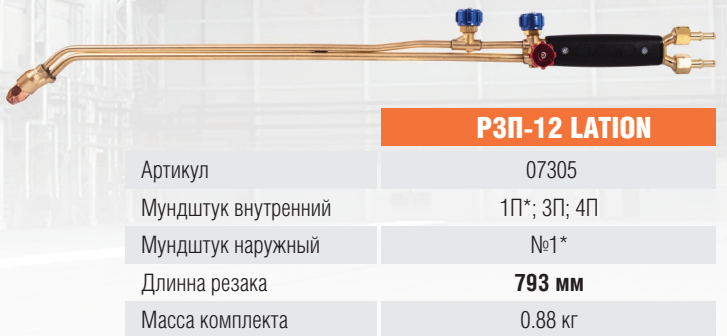 РЗП-12 LATION
Артикул 07305
Мундштук внутренний 1П*; 3П; 4П
Мундштук наружный №1*
Длинна резака 793 мм
Масса комплекта 0.88 кг